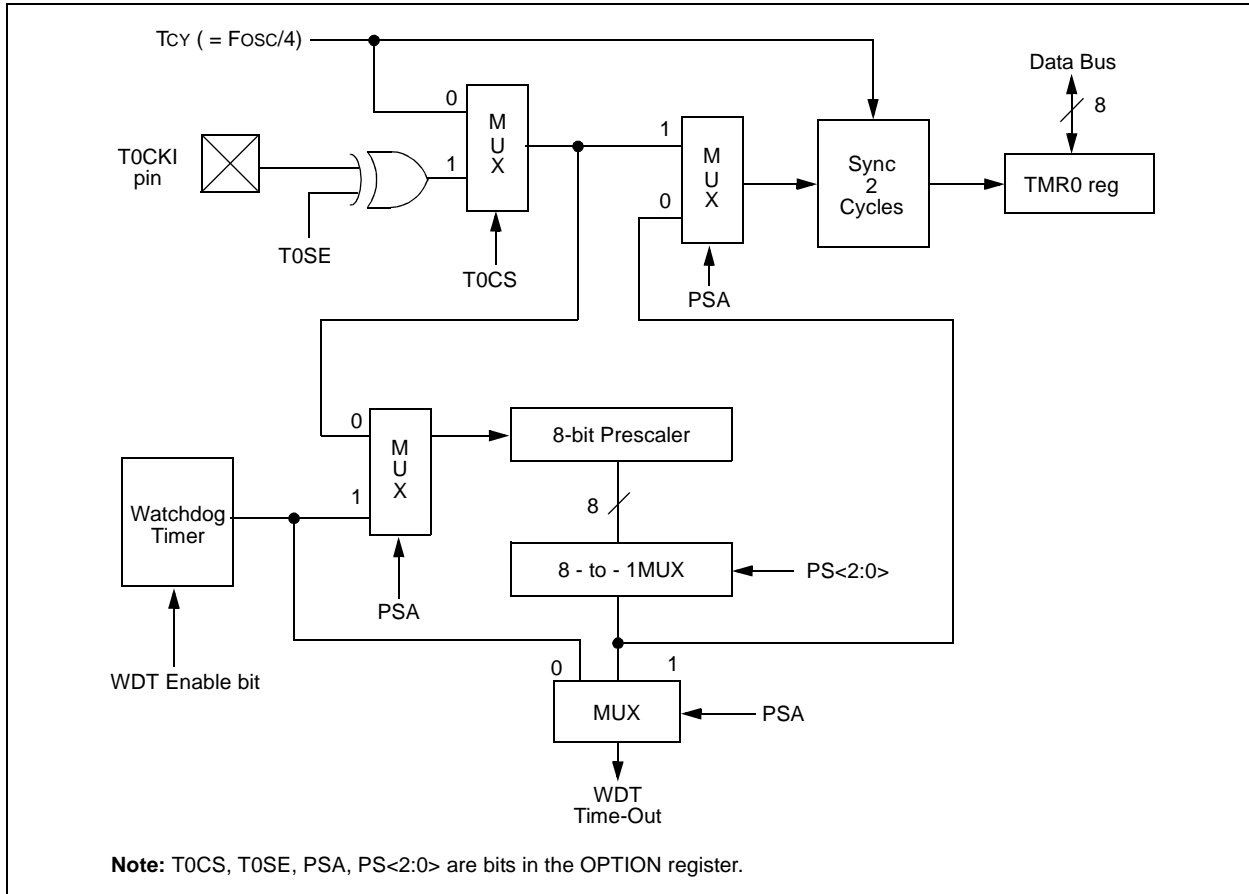 TCY ( = FOSC/4)
Data Bus
8
0
M
U
X
1
T0CKI
pin
T0SE
T0CS
1
M
U
X
0
PSA
Sync
2
Cycles
TMR0 reg
0
M
U
X
1
8-bit Prescaler
Watchdog
Timer
8
8 - to - 1MUX
PS<2:0>
PSA
WDT Enable bit
0
1
MUX
PSA
WDT
Time-Out
Note: T0CS, T0SE, PSA, PS<2:0> are bits in the OPTION register.